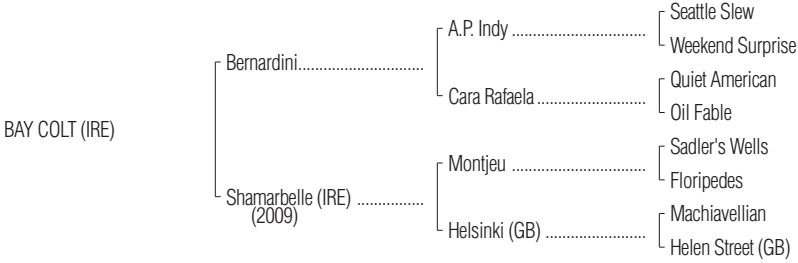 Seattle Slew
A.P. Indy
Weekend Surprise
Bernardini
Quiet American
Cara Rafaela
Oil Fable
BAY COLT (IRE)
Sadler's Wells
Montjeu
Floripedes
Shamarbelle (IRE)
(2009)
Machiavellian
Helsinki (GB)
Helen Street (GB)